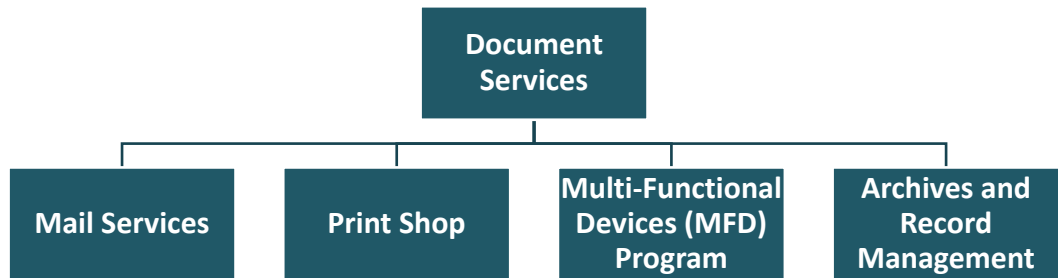 Document
Services
Mail Services
Print Shop
Multi-Functional
Devices (MFD)
Program
Archives and
Record
Management